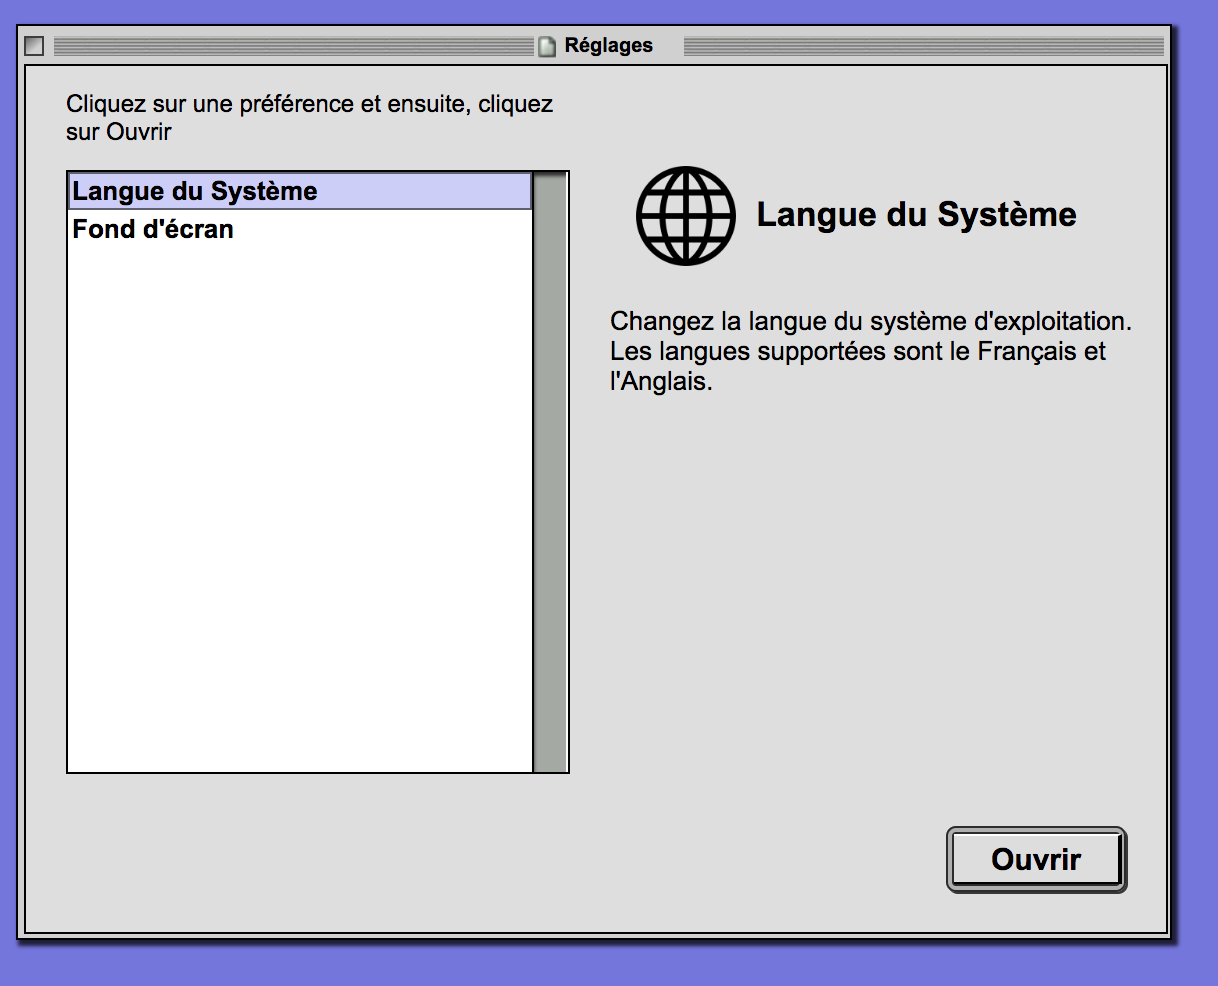 Réglages
Cliquez sur une préférence et ensuite, cliquez
sur Ouvrir
Langue du Système
Fond d'écran
Langue du Système
Changez la langue du système d'exploitation.
Les langues supportées sont le Français et
l'Anglais.
Ouvrir